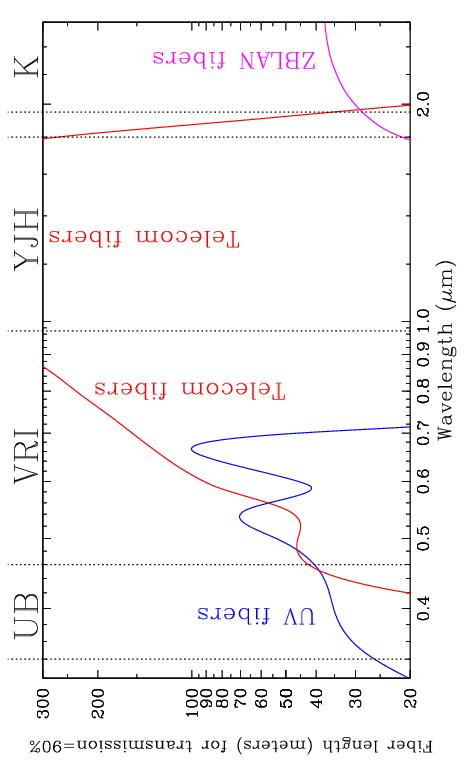 UB VRI YJH K
ZBLAN fibers
Telecom fibers
Telecom fibers
UV fibers
300 200 100 90 80 70 60 50 40 30 20
Fiber length (meters) for transmission=90%
0.4 0.5 0.6 0.7 0.8 0.9 1.0 2.0
Wavelength (μm)